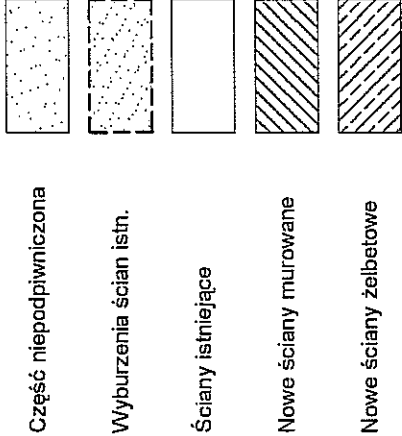 Część niepodpiwniczona
Wyburzenia ścian istn.
Ściany istniejące
Nowe ściany murowane
Nowe ściany żelbetowe